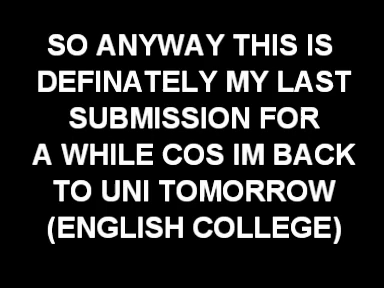 SO ANYWAY THIS IS
DEFINATELY MY LAST
SUBMISSION FOR
A WHILE COS IM BACK
TO UNI TOMORROW
(ENGLISH COLLEGE)